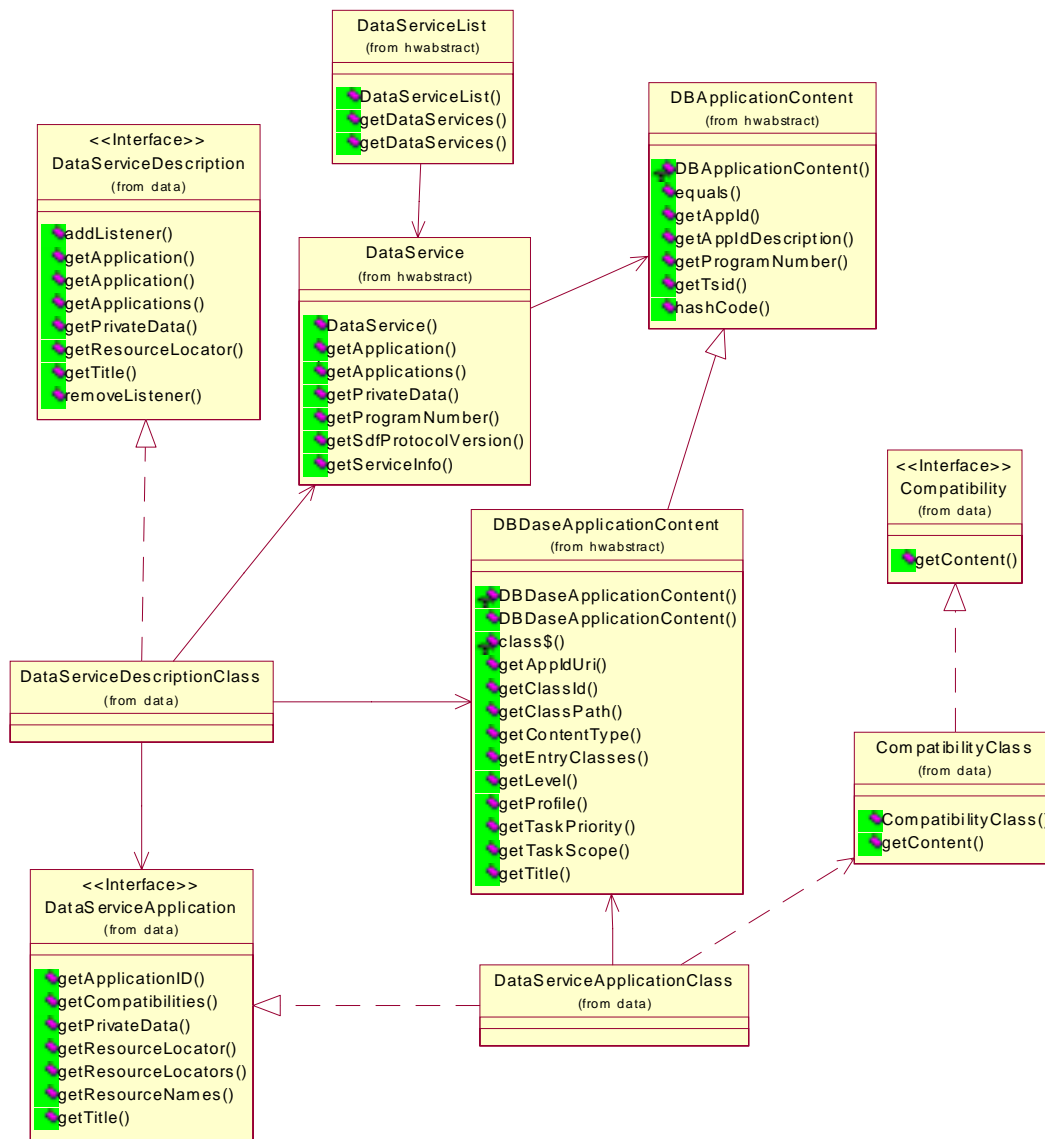 DataServiceList
(from hwabstract)
DataServiceList()
getDataServices()
getDataServices()
DBApplicationContent
(from hwabstract)
DBApplicationContent()
equals()
getAppId()
getAppIdDescription()
getProgramNumber()
getTsid()
hashCode()
<<Interface>>
DataServiceDescription
(from data)
addListener()
getApplication()
getApplication()
getApplications()
getPrivateData()
getResourceLocator()
getTitle()
removeListener()
DataService
(from hwabstract)
DataService()
getApplication()
getApplications()
getPrivateData()
getProgramNumber()
getSdfProtocolVersion()
getServiceInfo()
<<Interface>>
Compatibility
(from data)
getContent()
DBDaseApplicationContent
(from hwabstract)
DBDaseApplicationContent()
DBDaseApplicationContent()
class$()
getAppIdUri()
getClassId()
getClassPath()
getContentType()
getEntryClasses()
getLevel()
getProfile()
getTaskPriority()
getTaskScope()
getTitle()
DataServiceDescriptionClass
(from data)
CompatibilityClass
(from data)
CompatibilityClass()
getContent()
<<Interface>>
DataServiceApplication
(from data)
getApplicationID()
getCompatibilities()
getPrivateData()
getResourceLocator()
getResourceLocators()
getResourceNames()
getTitle()
DataServiceApplicationClass
(from data)